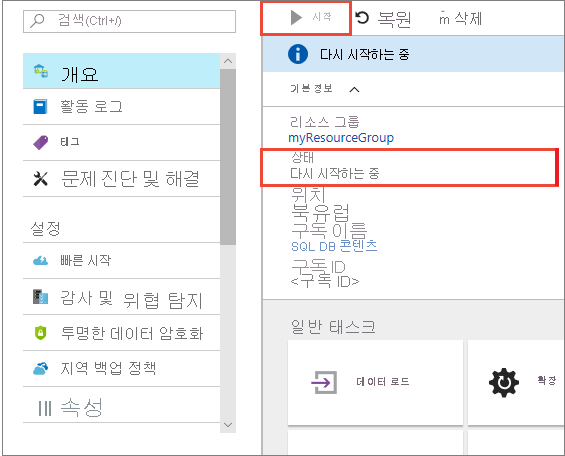 검색(Ctrl+/)
개요
활동 로그
태그
문제 진단 및 해결
설정
빠른 시작
감사 및 위협 탐지
투명한 데이터 암호화
지역 백업 정책
속성
시작 복원 삭제
다시 시작하는 중
기본 정보
리소스 그룹
myResourceGroup
상태
다시 시작하는 중
위치
북유럽
구독 이름
SQL DB 콘텐츠
구독 ID
<구독 ID>
일반 태스크
데이터 로드
확장